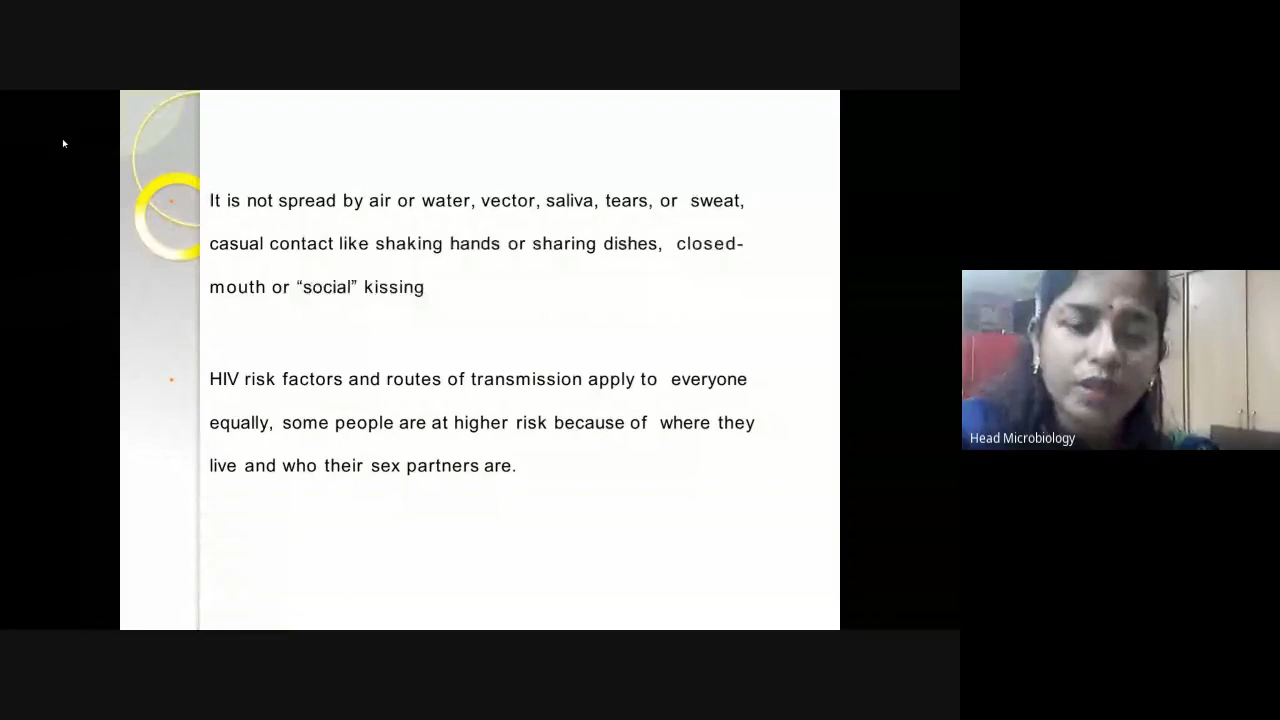 It is not spread by air or water, vector, saliva, tears, or sweat,
casual contact like shaking hands or sharing dishes, closed-
mouth or “social” kissing
HIV risk factors and routes of transmission apply to everyone
equally, some people are at higher risk because of where they
live and who their sex partners are.
Head Microbiology